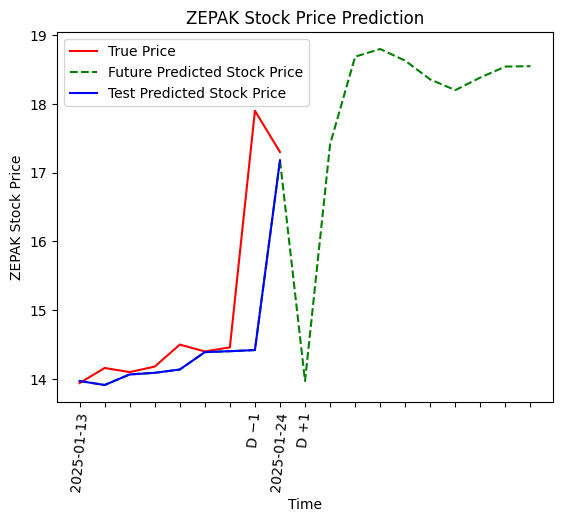 ZEPAK Stock Price Prediction
True Price
Future Predicted Stock Price
Test Predicted Stock Price
ZEPAK Stock Price
19
18
17
16
15
14
2025-01-13
D −1
2025-01-24
D +1
Time